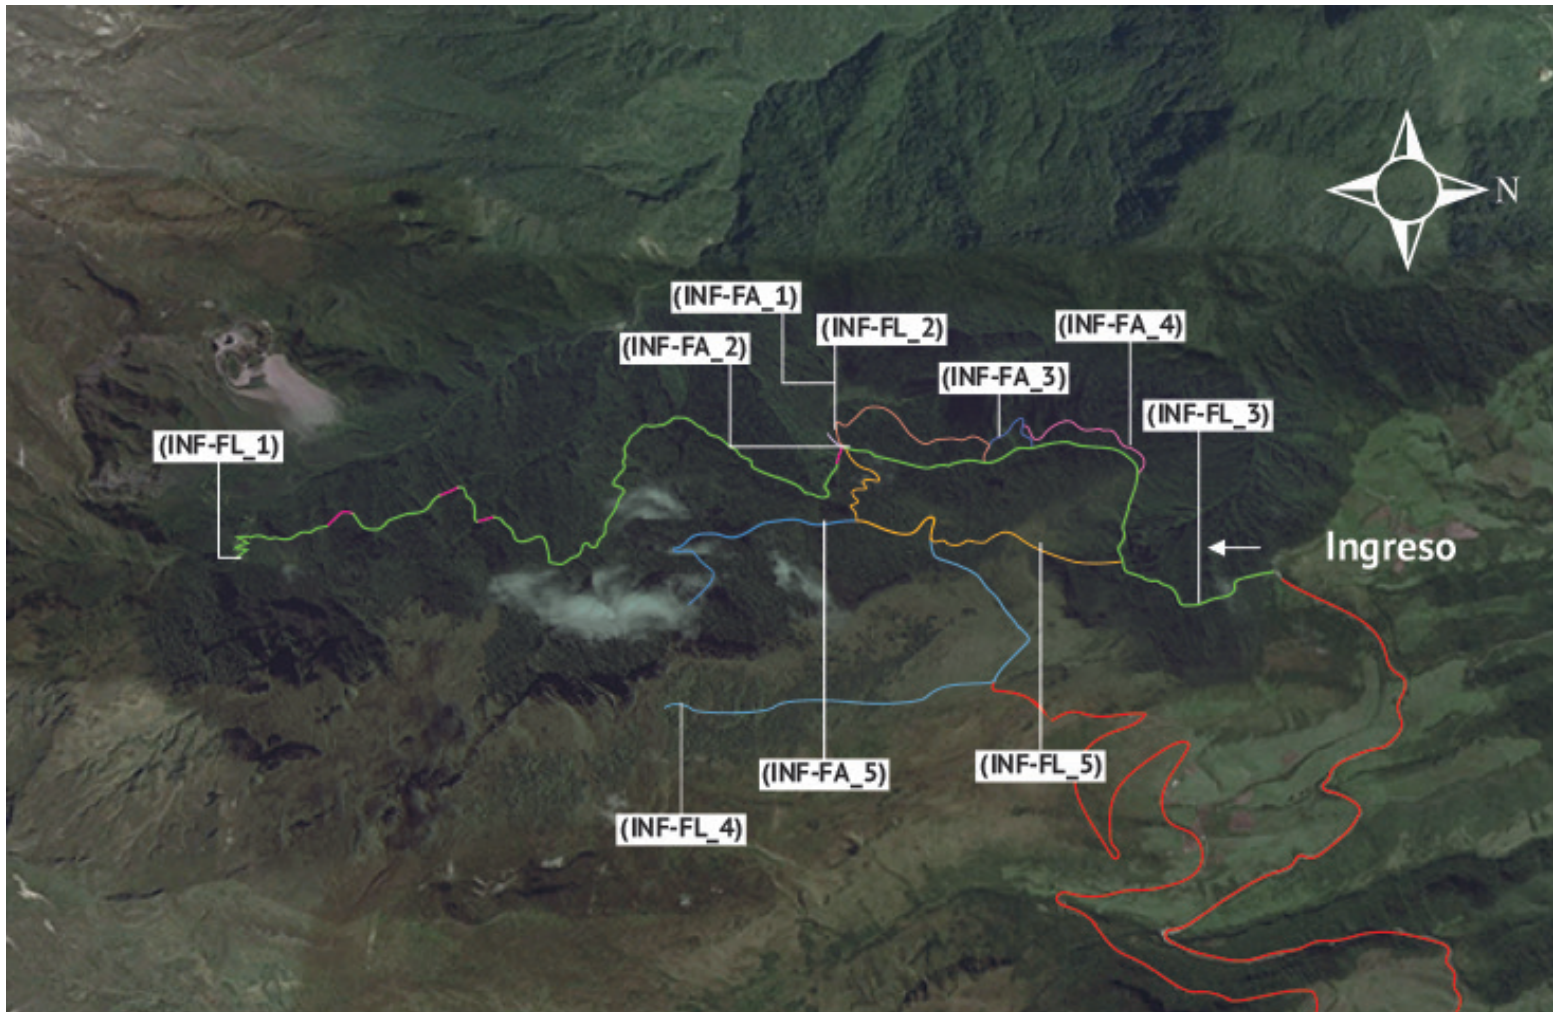 N
(INF-FA_1)
(INF-FL_2)
(INF-FA_4)
(INF-FA_2)
(INF-FA_3)
(INF-FL_3)
(INF-FL_1)
Ingreso
(INF-FA_5)
(INF-FL_5)
(INF-FL_4)